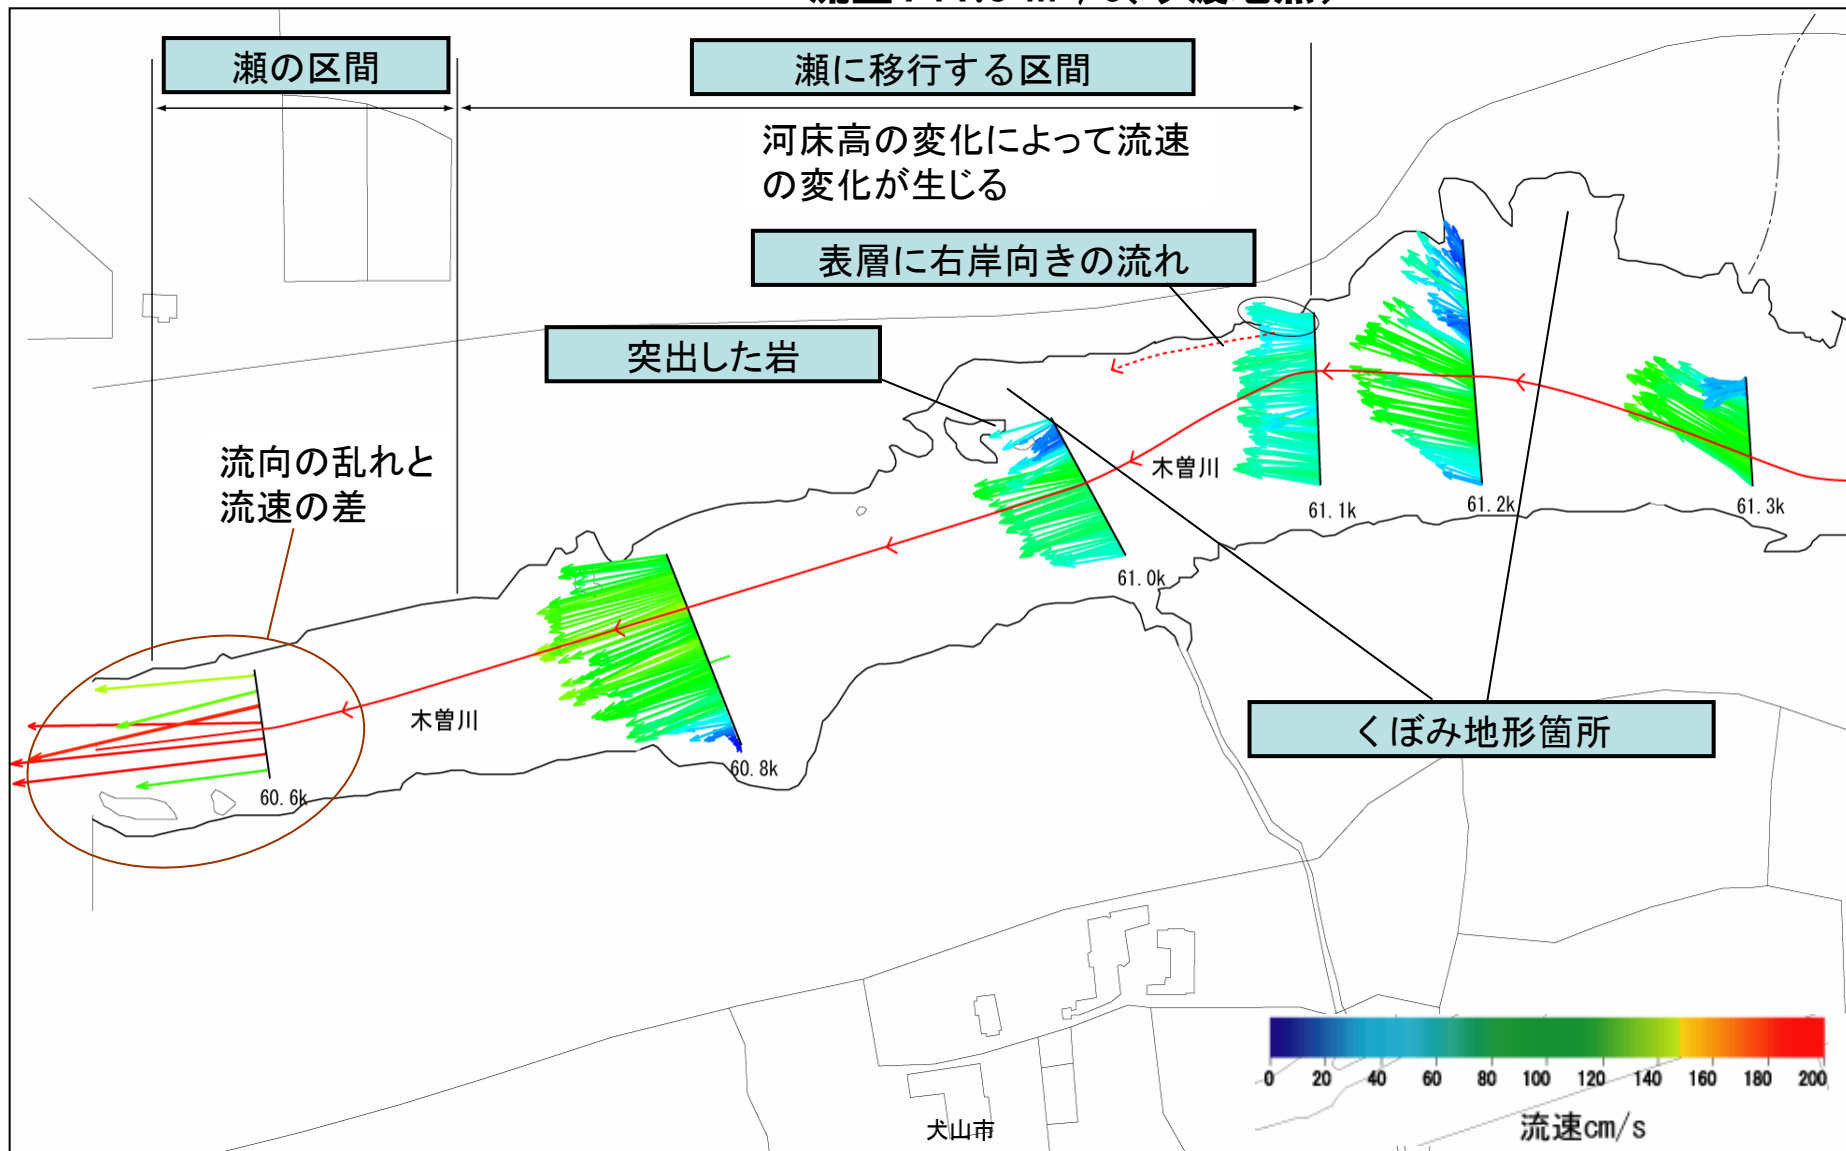 瀬の区間
瀬に移行する区間
河床高の変化によって流速
の変化が生じる
表層に右岸向きの流れ
突出した岩
流向の乱れと
流速の差
木曽川
61.1k
61.2k
61.3k
61.0k
くぼみ地形箇所
木曽川
60.8k
60.6k
0 20 40 60 80 100 120 140 160 180 200
流速cm/s
犬山市